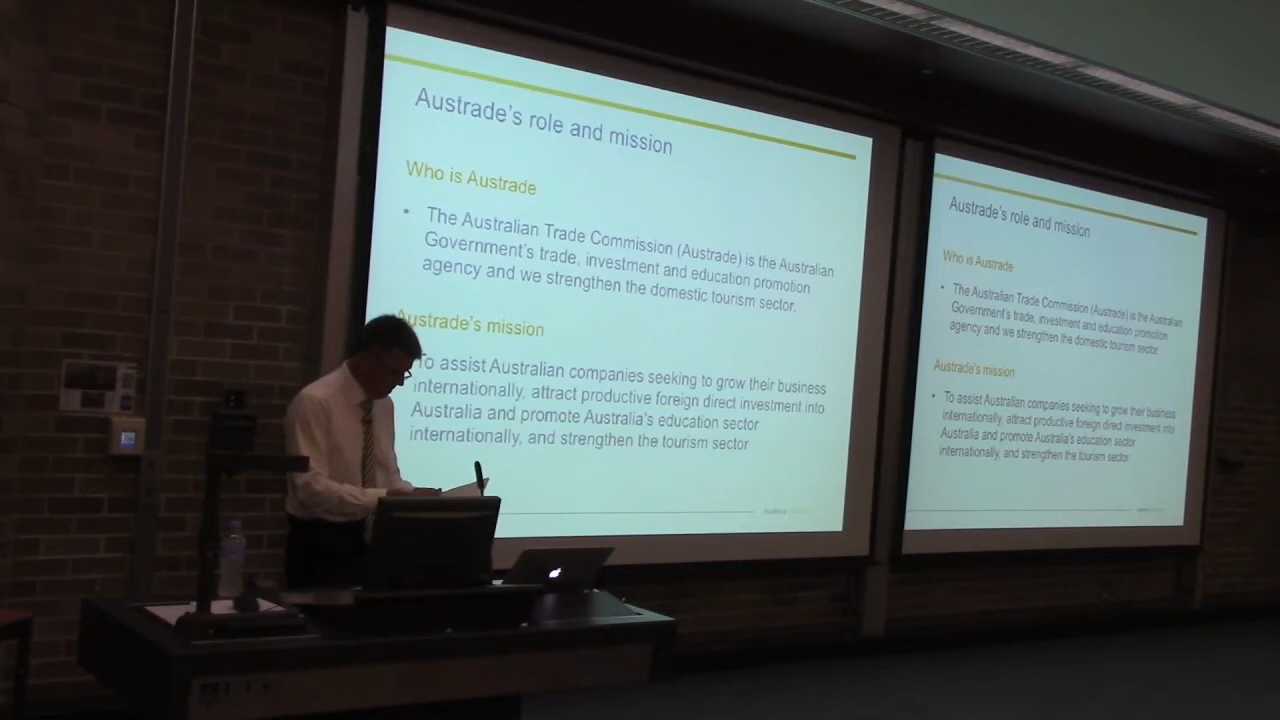 Austrade's role and mission
Who is Austrade
• The Australian Trade Commission (Austrade) is the Australian
Government's trade, investment and education promotion
agency and we strengthen the domestic tourism sector.
Austrade's mission
To assist Australian companies seeking to grow their business
internationally, attract productive foreign direct investment into
Australia and promote Australia's education sector
internationally, and strengthen the tourism sector
Austrade's role and mission
Who is Austrade
• The Australian Trade Commission (Austrade) is the Australian
Government's trade, investment and education promotion
agency and we strengthen the domestic tourism sector.
Austrade's mission
• To assist Australian companies seeking to grow their business
internationally, attract productive foreign direct investment into
Australia and promote Australia's education sector
internationally, and strengthen the tourism sector